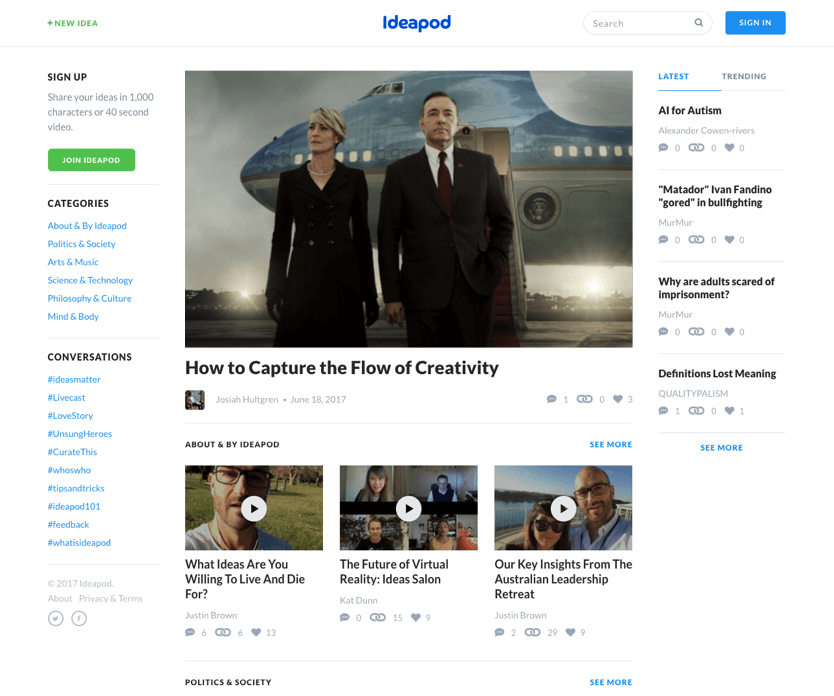 + NEW IDEA
Ideapod
Search
SIGN IN
SIGN UP
Share your ideas in 1,000
characters or 40 second
video.
JOIN IDEAPOD
CATEGORIES
About & By Ideapod
Politics & Society
Arts & Music
Science & Technology
Philosophy & Culture
Mind & Body
CONVERSATIONS
#ideasmatter
#Livecast
#LoveStory
#UnsungHeroes
#CurateThis
#whoswho
#tipsandtricks
#ideapod101
#feedback
#whatisideapod
© 2017 Ideapod.
About Privacy & Terms
How to Capture the Flow of Creativity
Josiah Hultgren • June 18, 2017
1 0 3
ABOUT & BY IDEAPOD
SEE MORE
What Ideas Are You
Willing To Live And Die
For?
Justin Brown
6 6 13
The Future of Virtual
Reality: Ideas Salon
Kat Dunn
0 15 9
Our Key Insights From The
Australian Leadership
Retreat
Justin Brown
2 29 9
POLITICS & SOCIETY
SEE MORE
LATEST
TRENDING
AI for Autism
Alexander Cowen-rivers
0 0 0
"Matador" Ivan Fandino
"gored" in bullfighting
MurMur
0 0 0
Why are adults scared of
imprisonment?
MurMur
0 0 0
Definitions Lost Meaning
QUALITYPALISM
1 0 1
SEE MORE